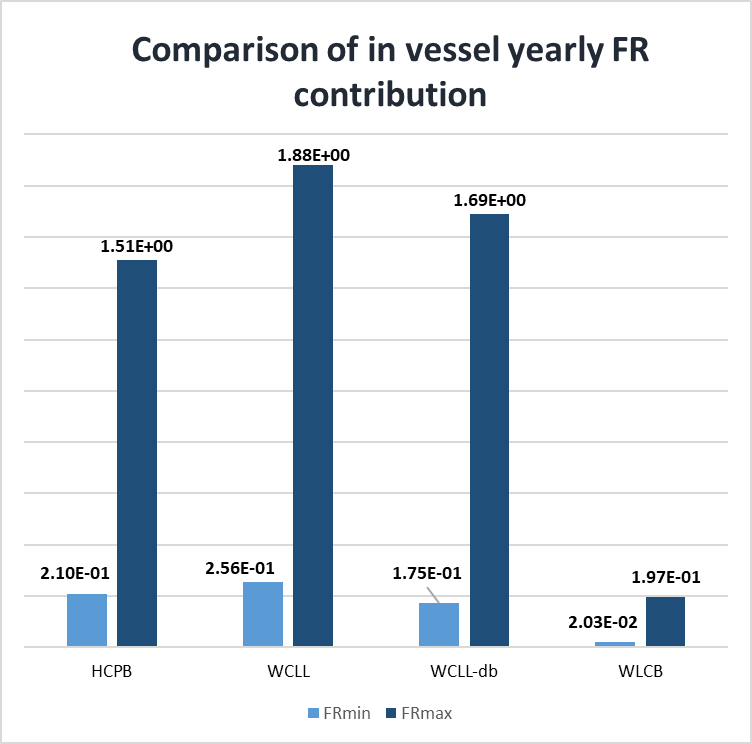 Comparison of in vessel yearly FR
contribution
1.88E+00
1.69E+00
1.51E+00
2.10E-01
2.56E-01
1.75E-01
1.97E-01
2.03E-02
HCPB
WCLL
WCLL-db
WLCB
FRmin FRmax